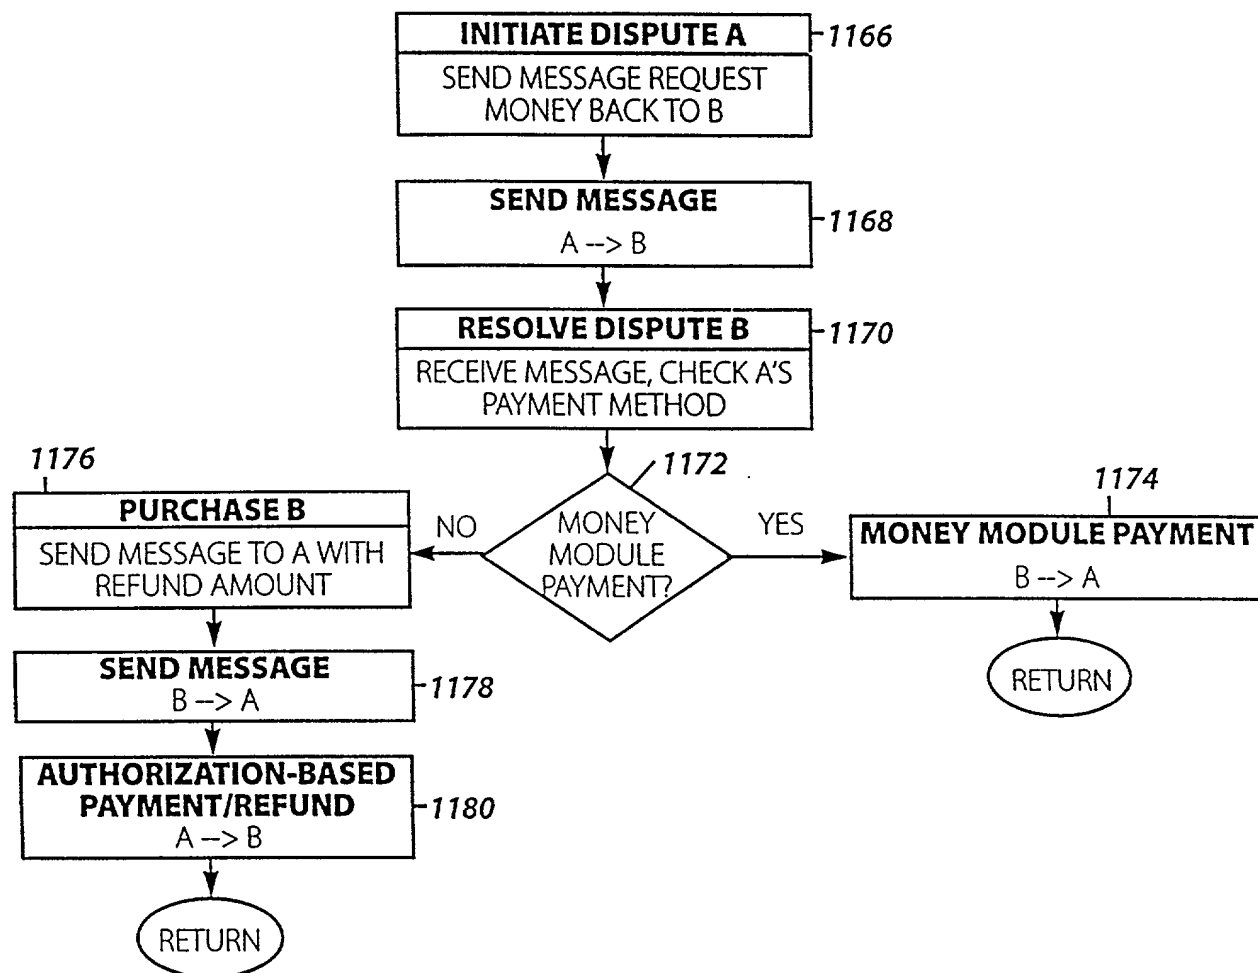 INITIATE DISPUTE A
1166
SEND MESSAGE REQUEST
MONEY BACK TO B
SEND MESSAGE
1168
A --> B
RESOLVE DISPUTE B
1170
RECEIVE MESSAGE, CHECK A'S
PAYMENT METHOD
1172
MONEY
MODULE
PAYMENT?
NO
YES
1176
PURCHASE B
SEND MESSAGE TO A WITH
REFUND AMOUNT
SEND MESSAGE
B --> A
1178
AUTHORIZATION-BASED
PAYMENT/REFUND
1180
A --> B
RETURN
1174
MONEY MODULE PAYMENT
B --> A
RETURN